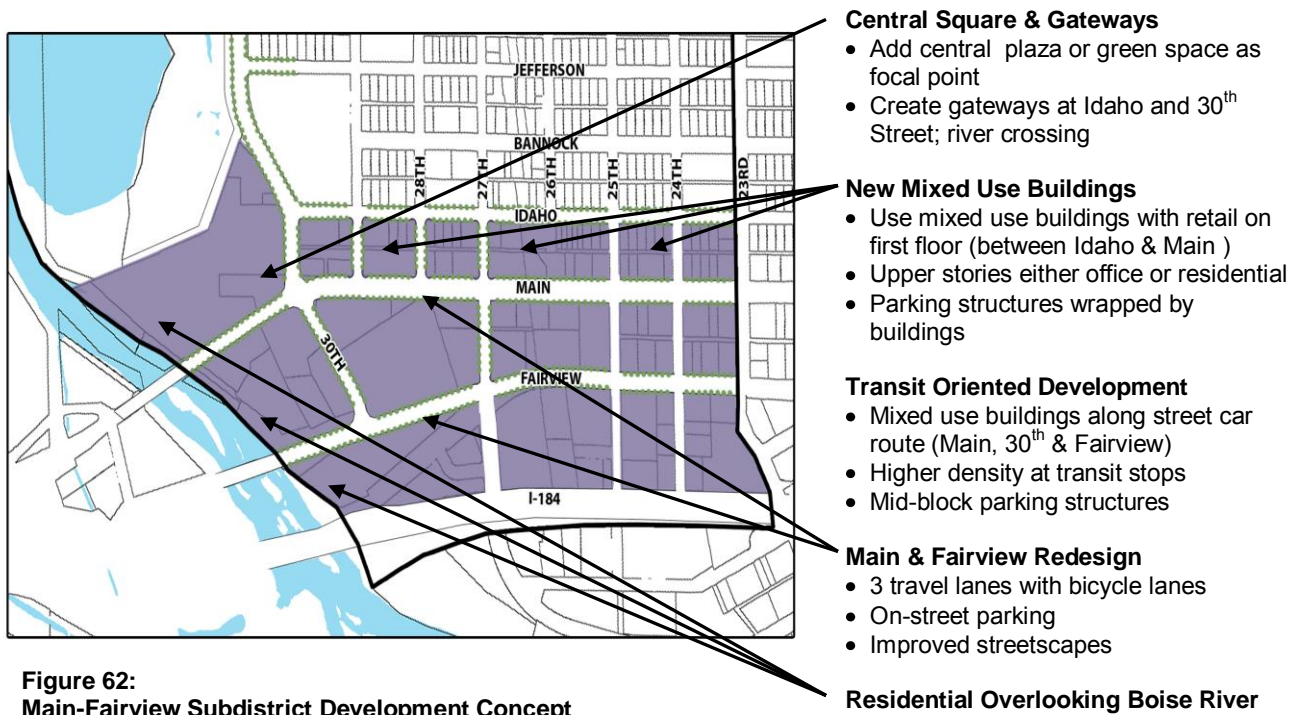 Central Square & Gateways
• Add central plaza or green space as
focal point
• Create gateways at Idaho and 30th
Street; river crossing
New Mixed Use Buildings
• Use mixed use buildings with retail on
first floor (between Idaho & Main )
• Upper stories either office or residential
• Parking structures wrapped by
buildings
Transit Oriented Development
• Mixed use buildings along street car
route (Main, 30th & Fairview)
• Higher density at transit stops
• Mid-block parking structures
Main & Fairview Redesign
• 3 travel lanes with bicycle lanes
• On-street parking
• Improved streetscapes
Residential Overlooking Boise River
JEFFERSON
BANNOCK
28TH
27TH
26TH
25TH
24TH
23RD
IDAHO
MAIN
30TH
FAIRVIEW
I-184
Figure 62:
Main-Fairview Subdistrict Development Concept